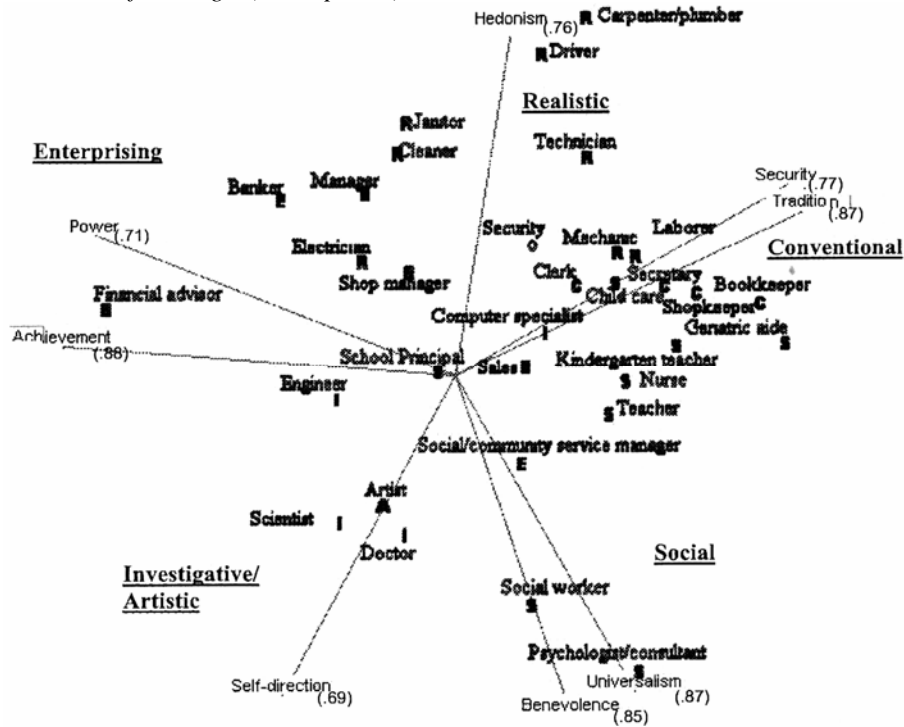 Hedonism
(.76)
R Carpenter/plumber
R Driver
Realistic
R Janitor
R Cleaner
Technician
R
Enterprising
Banker
E
Manager
Security
(.77)
Tradition
(.87)
Power
(.71)
Security
Mechanic
R
Laborer
R
Conventional
Electrician
R
Shop manager
Clerk
C
S
Child care
Secretary
C
C
Shopkeeper
Bookkeeper
C
Financial advisor
Computer specialist
I
Geriatric aide
S
S
Achievement
(.88)
School Principal
S
Sales
E
Kindergarten teacher
S Nurse
Engineer
I
S Teacher
Social/community service manager
E
Artist
A
Scientist
I
I
Doctor
Social
Investigative/
Artistic
Social worker
S
Psychologist/consultant
S
Self-direction
(.69)
Universalism
(.87)
Benevolence
(.85)